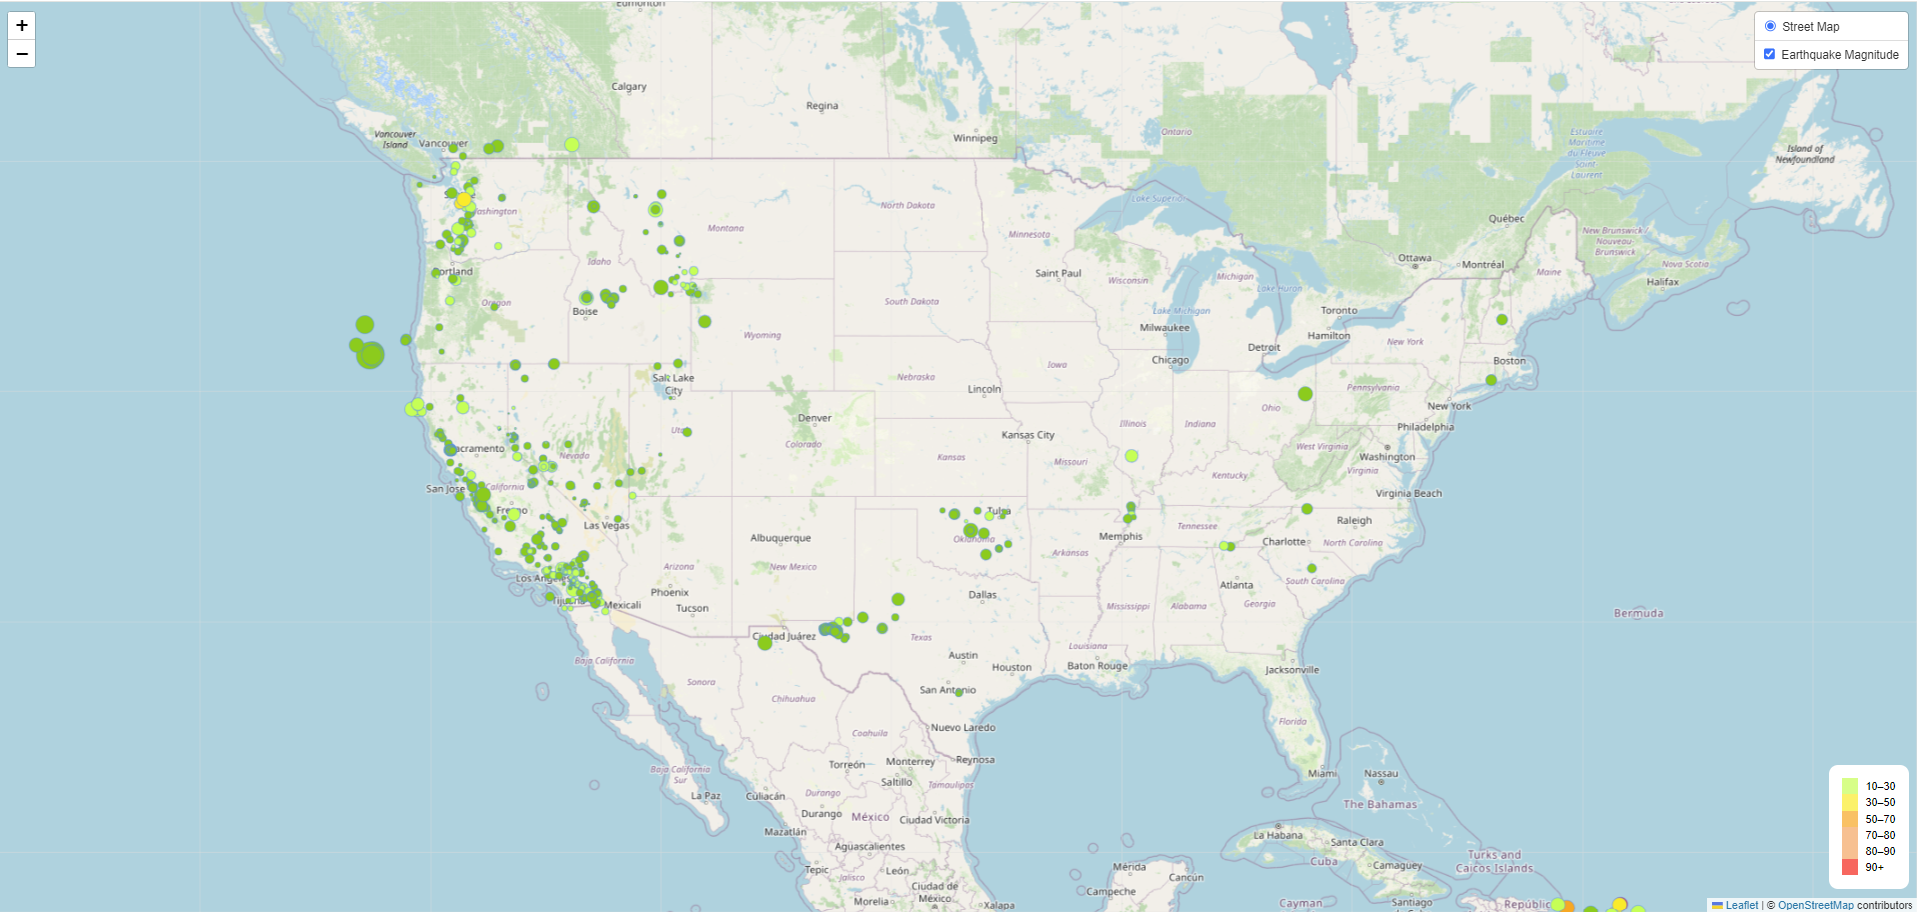 +
−
Street Map
Earthquake Magnitude
Edmonton
Calgary
Regina
Winnipeg
Ontario
Estuaire
Maritime
du Fleuve
Saint-
Laurent
Island of
Newfoundland
Vancouver
Island
Vancouver
Washington
Montana
North Dakota
Minnesota
Lake Superior
Québec
New Brunswick
Nouveau-
Brunswick
Nova Scotia
Maine
Halifax
Ottawa
Montréal
Portland
Idaho
Saint Paul
Wisconsin
Michigan
Lake Huron
Oregon
Boise
South Dakota
Lake Michigan
Toronto
Hamilton
Wyoming
Milwaukee
Chicago
Detroit
New York
Boston
Iowa
Salt Lake
City
Nebraska
Lincoln
Pennsylvania
New York
Ohio
Denver
Colorado
Utah
Kansas City
Kansas
Missouri
Illinois
Indiana
Philadelphia
West Virginia
Washington
Virginia
Kentucky
Virginia Beach
Sacramento
Nevada
San Jose
California
Fresno
Las Vegas
Tulsa
Oklahoma
Albuquerque
New Mexico
Arizona
Phoenix
Tucson
Arkansas
Memphis
Tennessee
Charlotte
Raleigh
North Carolina
South Carolina
Atlanta
Georgia
Alabama
Mississippi
Dallas
Los Angeles
Tijuana
Mexicali
Ciudad Juárez
Texas
Louisiana
Bermuda
Baja California
Austin
Houston
Baton Rouge
Jacksonville
Sonora
Chihuahua
San Antonio
Florida
Nuevo Laredo
Coahuila
Reynosa
Monterrey
Torreón
Saltillo
Tamaulipas
Baja California
Sur
La Paz
Culiacán
Durango
Durango
México
Ciudad Victoria
Mazatlán
Aguascalientes
Miami
Nassau
The Bahamas
La Habana
Santa Clara
Cuba
Camaguey
Turks and
Caicos Islands
Tepic
León
Jalisco
Ciudad de
México
Morelia
Xalapa
Mérida
Cancun
Campeche
Cayman
Santiago
República
10–30
30–50
50–70
70–80
80–90
90+
Leaflet | © OpenStreetMap contributors